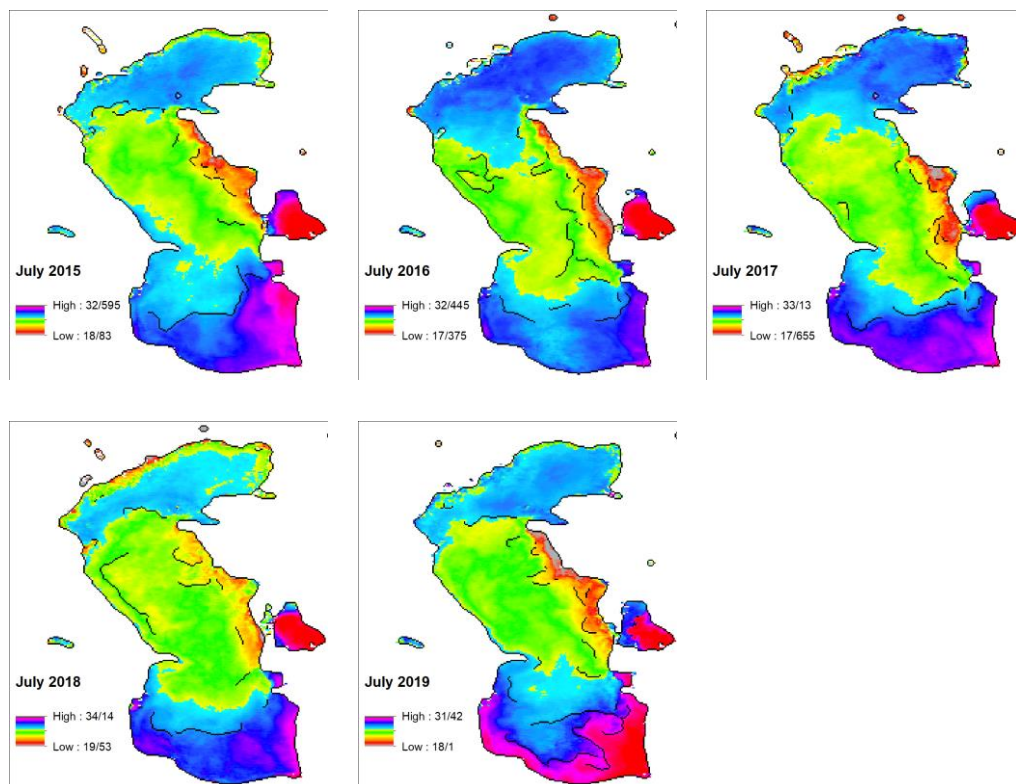 July 2015
High : 32/595
Low : 18/83
July 2016
High : 32/445
Low : 17/375
July 2017
High : 33/13
Low : 17/655
July 2018
High : 34/14
Low : 19/53
July 2019
High : 31/42
Low : 18/1